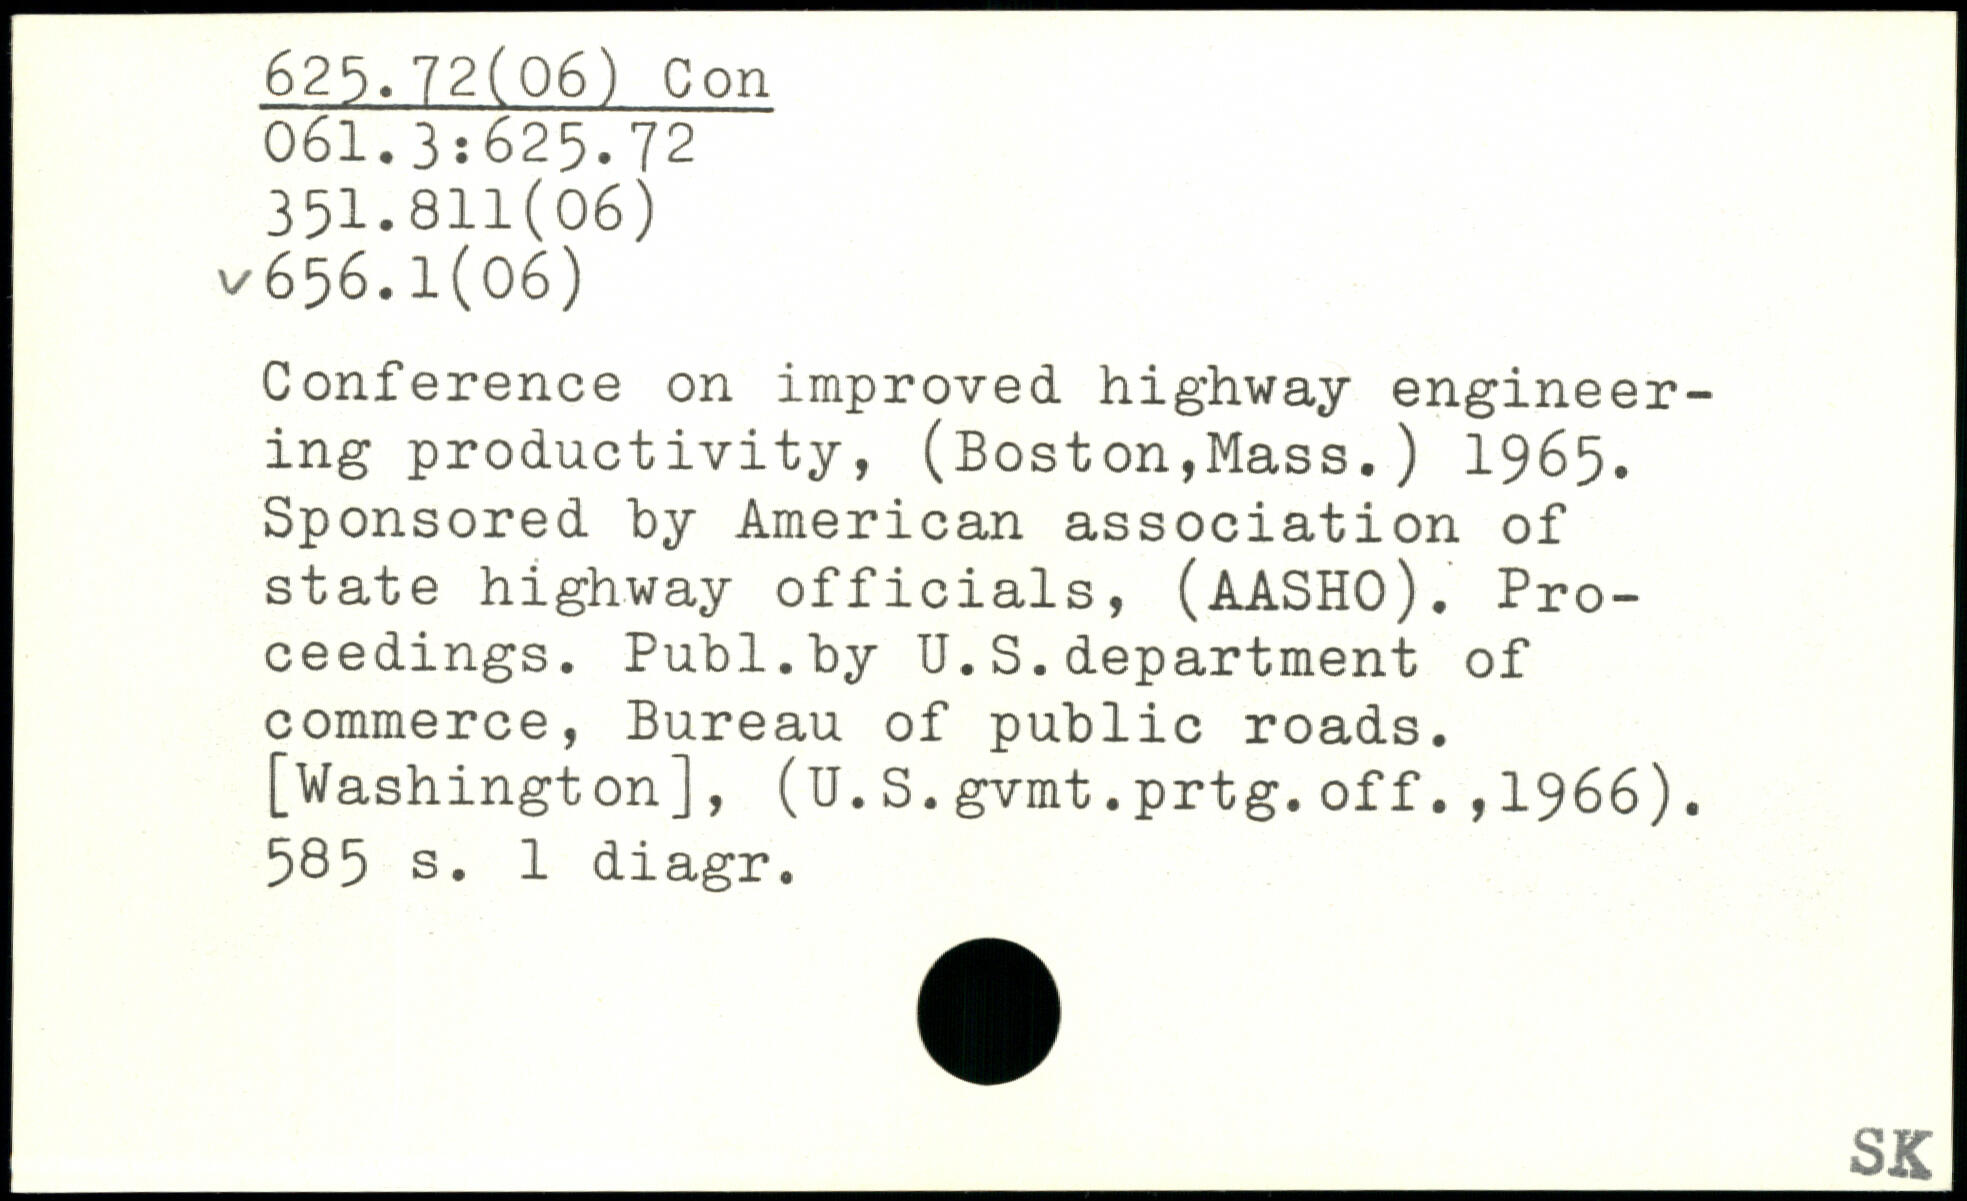 625.72(06) Con
061.3:625.72
351.811(06)
v 656.1(06)
Conference on improved highway engineer-
ing productivity, (Boston,Mass.) 1965.
Sponsored by American association of
state highway officials, (AASHO). Pro-
ceedings. Publ.by U.S.department of
commerce, Bureau of public roads.
[Washington], (U.S.gvmt.prtg.off.,1966).
585 s. 1 diagr.
SK